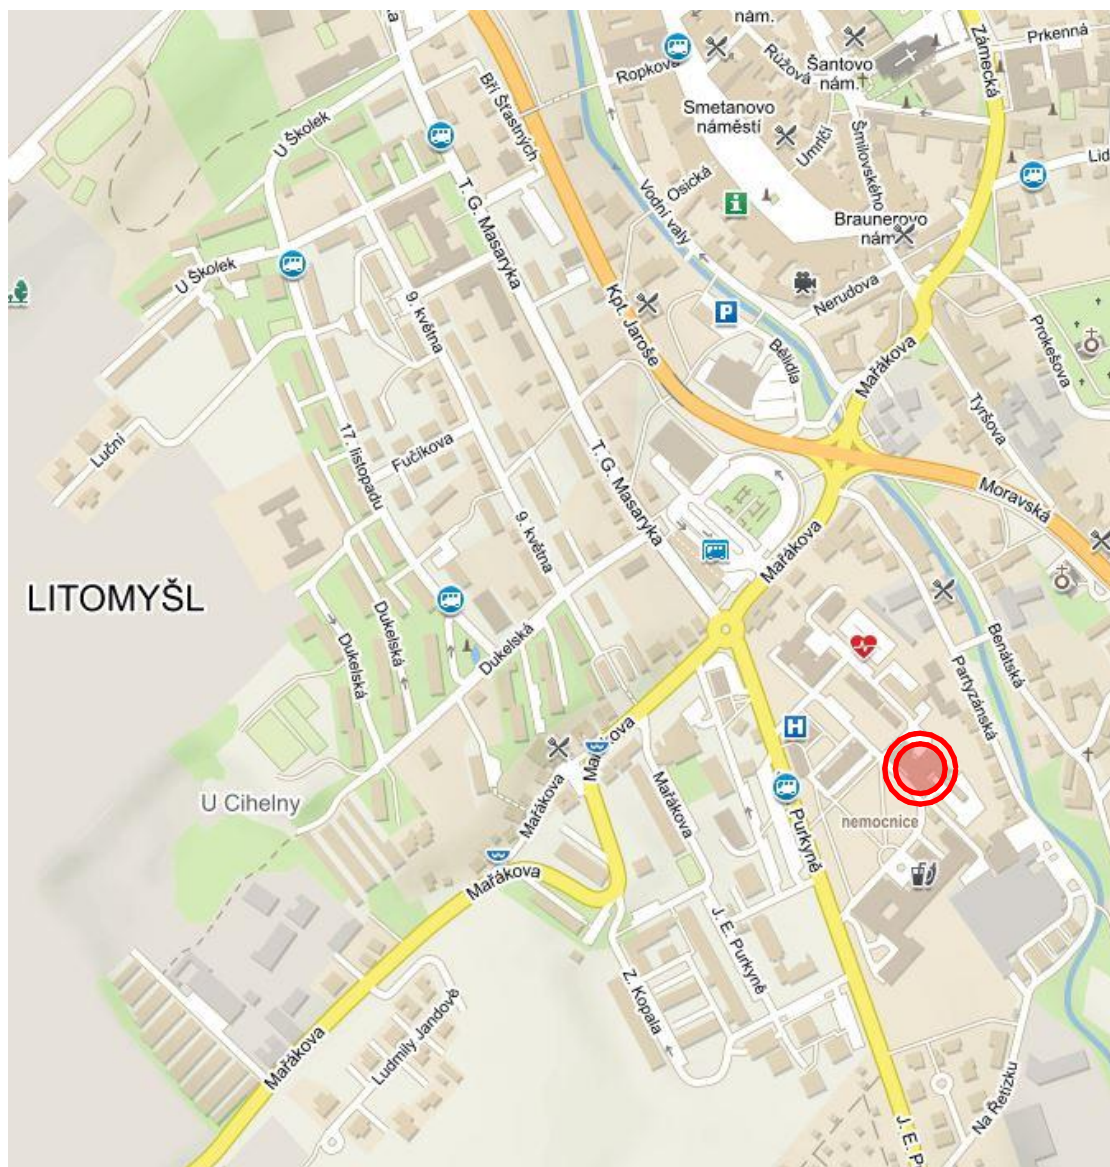 nám.
Zámecká
Prkenná
Růžová
Šantovo
nám.
Ropkova
Smetanovo
náměstí
Umričí
Šmilovského
Bří Šťastných
U Školek
Lid
Osická
Vodní valy
T. G. Masaryka
Braunerovo
nám.
U Školek
9. května
Kpt. Jaroše
P
Nerudova
Bělidla
Mařákova
Prokešova
Tyršova
Luční
17. listopadu
Fučíkova
T. G. Masaryka
Moravská
9. května
Mařákova
LITOMYŠL
Dukelská
Dukelská
Dukelská
Benátská
Partyzánská
H
Mařákova
Mařákova
Mařákova
U Cihelny
J. E. Purkyně
nemocnice
Mařákova
J. E. Purkyně
Z. Kopala
Ludmily Jandové
Mařákova
Na Řetízku
J. E. P